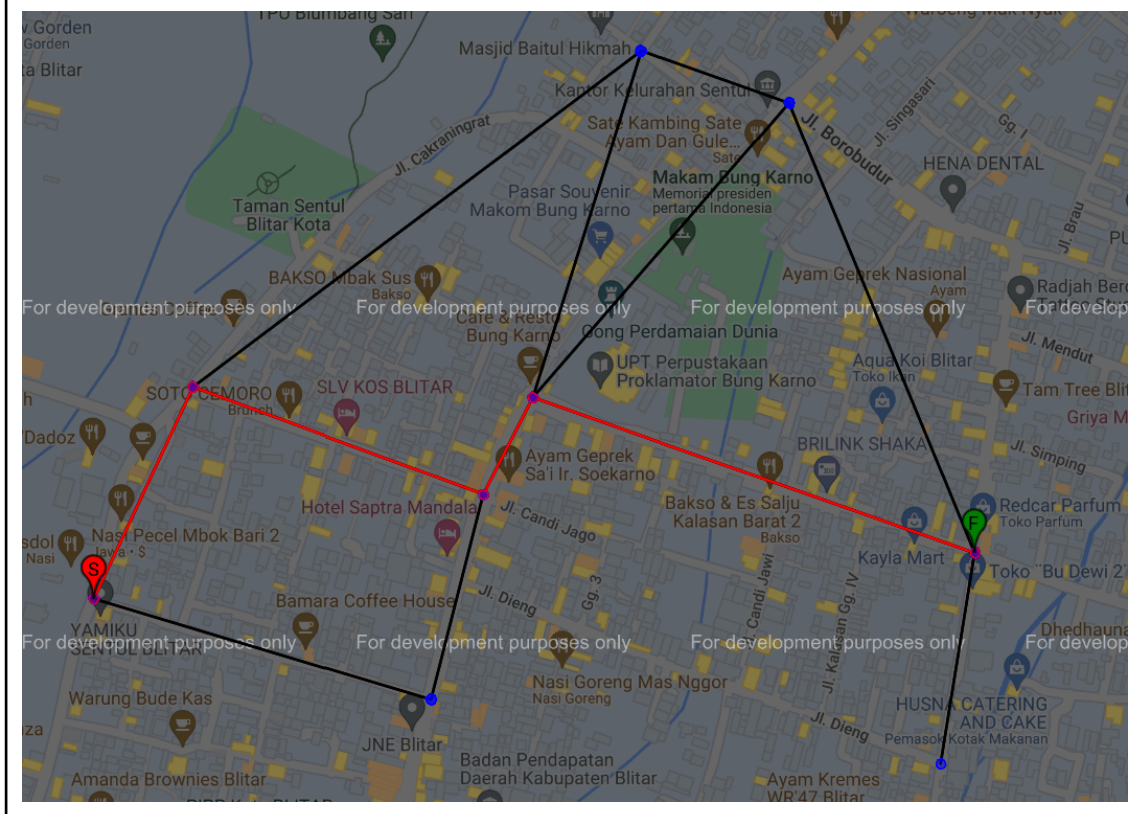 Gorden
Gorden
ta Blitar
TPU Blumbang Sari
Masjid Baitul Hikmah
Kantor Kelurahan Sentul
Jl. Borobudur
Jl. Singasari
Gg. I
HENA DENTAL
Jl. Cakraningrat
Sate Kambing Sate
Ayam Dan Gule...
Sate
Makam Bung Karno
Memorial presiden
pertama Indonesia
Pasar Souvenir
Makom Bung Karno
Taman Sentul
Blitar Kota
Jl. Brau
BAKSO Mbak Sus
Bakso
Ayam Geprek Nasional
Ayam
Radjah Ber
For development purposes only
For development purposes only
For development purposes only
For develop
Cafe & Resto
Bung Karno
Gong Perdamaian Dunia
Jl. Mendut
UPT Perpustakaan
Proklamator Bung Karno
Aqua Koi Blitar
Toko Ikan
Tam Tree Blit
SOTO CEMORO
Brunch
SLV KOS BLITAR
Griya M
/Dadoz
BRILINK SHAKA
Jl. Simping
Ayam Geprek
Sa'i Ir. Soekarno
Hotel Saptra Mandala
Jl. Candi Jago
Bakso & Es Salju
Kalasan Barat 2
Bakso
Redcar Parfum
Toko Parfum
Nasi Pecel Mbok Bari 2
Jawa · $
sdol
Nasi
F
Kayla Mart
Toko "Bu Dewi 2"
S
Gg. 3
Jl. Candi Jawi
Jl. Kalasan Gg. IV
Jl. Dieng
Bamara Coffee House
YAMIKU
SENTUL BLITAR
Dhedhauna
For development purposes only
For development purposes only
For development purposes only
For develop
Warung Bude Kas
Nasi Goreng Mas Nggor
Nasi Goreng
HUSNA CATERING
AND CAKE
Pemasok Kotak Makanan
Jl. Dieng
JNE Blitar
Badan Pendapatan
Daerah Kabupaten Blitar
Amanda Brownies Blitar
Ayam Kremes
WR'47 Blitar